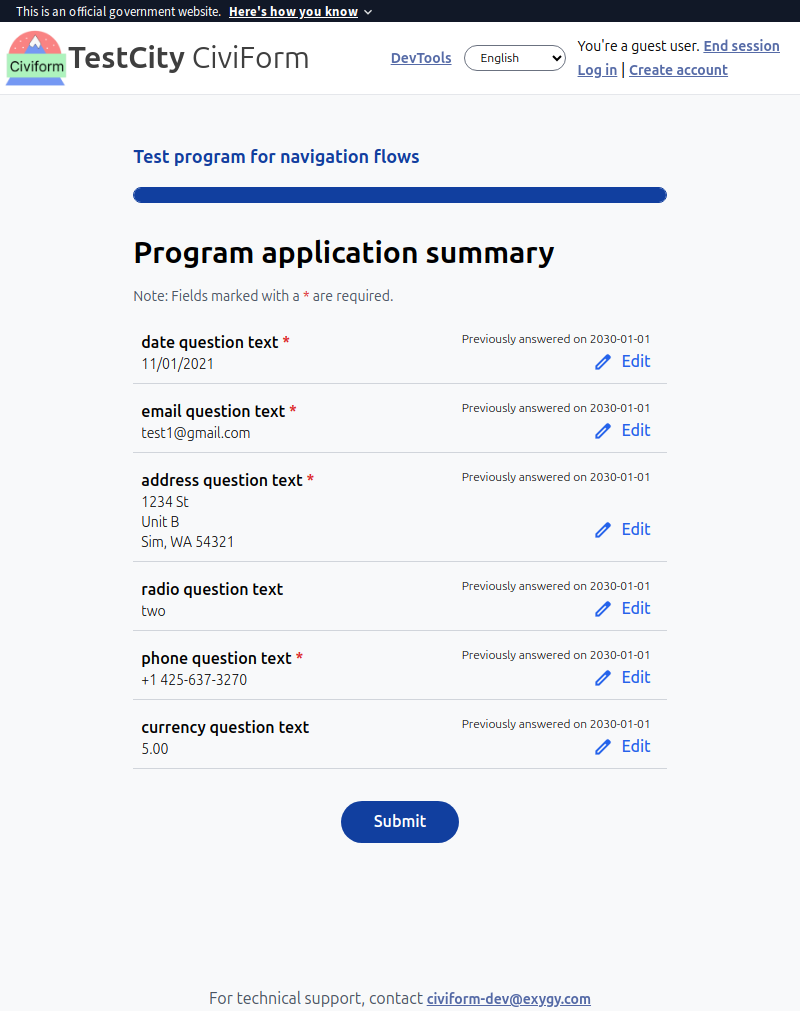 This is an official government website. Here's how you know
Civiform
TestCity CiviForm
DevTools
English
You're a guest user. End session
Log in | Create account
Test program for navigation flows
Program application summary
Note: Fields marked with a * are required.
date question text *
Previously answered on 2030-01-01
11/01/2021
Edit
email question text *
Previously answered on 2030-01-01
test1@gmail.com
Edit
address question text *
Previously answered on 2030-01-01
1234 St
Unit B
Sim, WA 54321
Edit
radio question text
Previously answered on 2030-01-01
two
Edit
phone question text *
Previously answered on 2030-01-01
+1 425-637-3270
Edit
currency question text
Previously answered on 2030-01-01
5.00
Edit
Submit
For technical support, contact civiform-dev@exygy.com